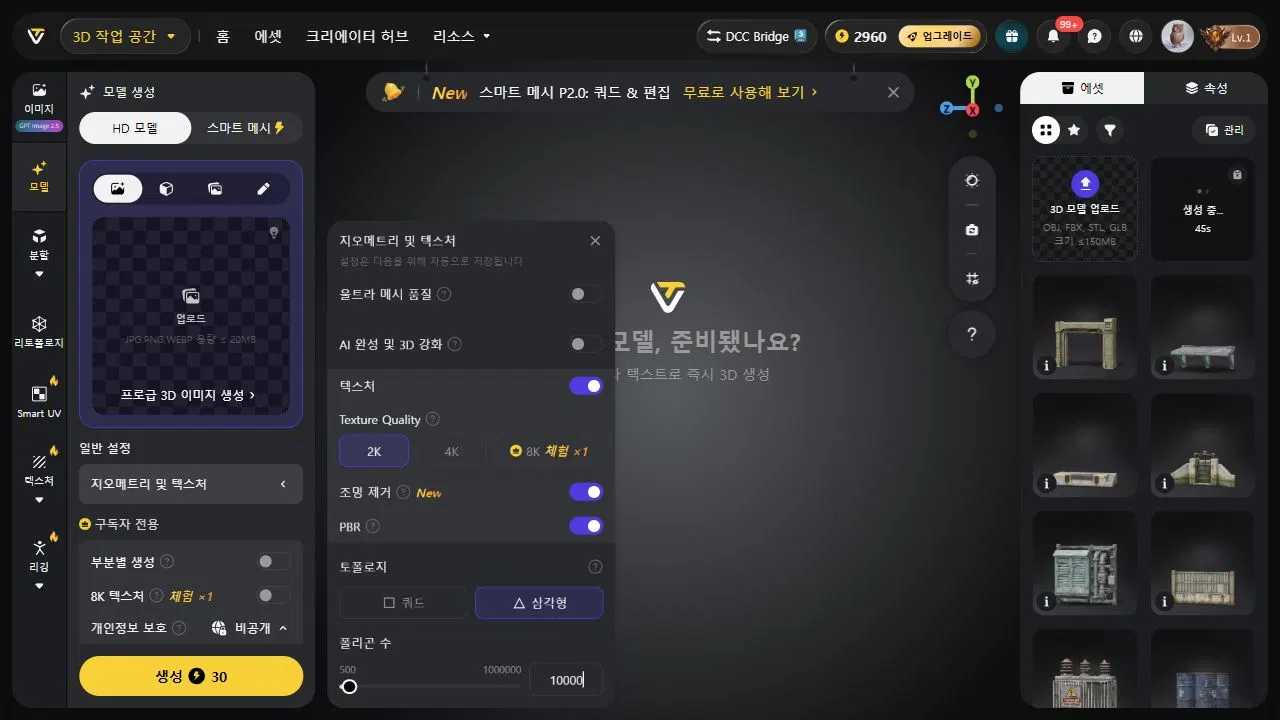 3D 작업 공간
홈
에셋
크리에이터 허브
리소스
DCC Bridge
2960
업그레이드
99+
Lv.1
이미지
GPT Image 2.5
모델
분할
리토폴로지
Smart UV
텍스처
리깅
모델 생성
HD 모델
스마트 메시
업로드
JPG,PNG,WEBP 용량 ≤ 20MB
프로급 3D 이미지 생성 ›
일반 설정
지오메트리 및 텍스처
구독자 전용
부분별 생성 ?
8K 텍스처 ? 체험 ×1
개인정보 보호 ?
비공개
생성 30
New 스마트 메시 P2.0: 쿼드 & 편집 무료로 사용해 보기 ›
지오메트리 및 텍스처
설정은 다음을 위해 자동으로 저장됩니다
울트라 메시 품질 ?
AI 완성 및 3D 강화 ?
텍스처
Texture Quality ?
2K
4K
8K 체험 ×1
조명 제거 ? New
PBR ?
토폴로지 ?
쿼드
삼각형
폴리곤 수
500
1000000
10000
모델, 준비됐나요?
텍스트로 즉시 3D 생성
Y
Z
X
?
에셋
속성
관리
3D 모델 업로드
OBJ, FBX, STL, GLB
크기 ≤150MB
생성 중...
45s